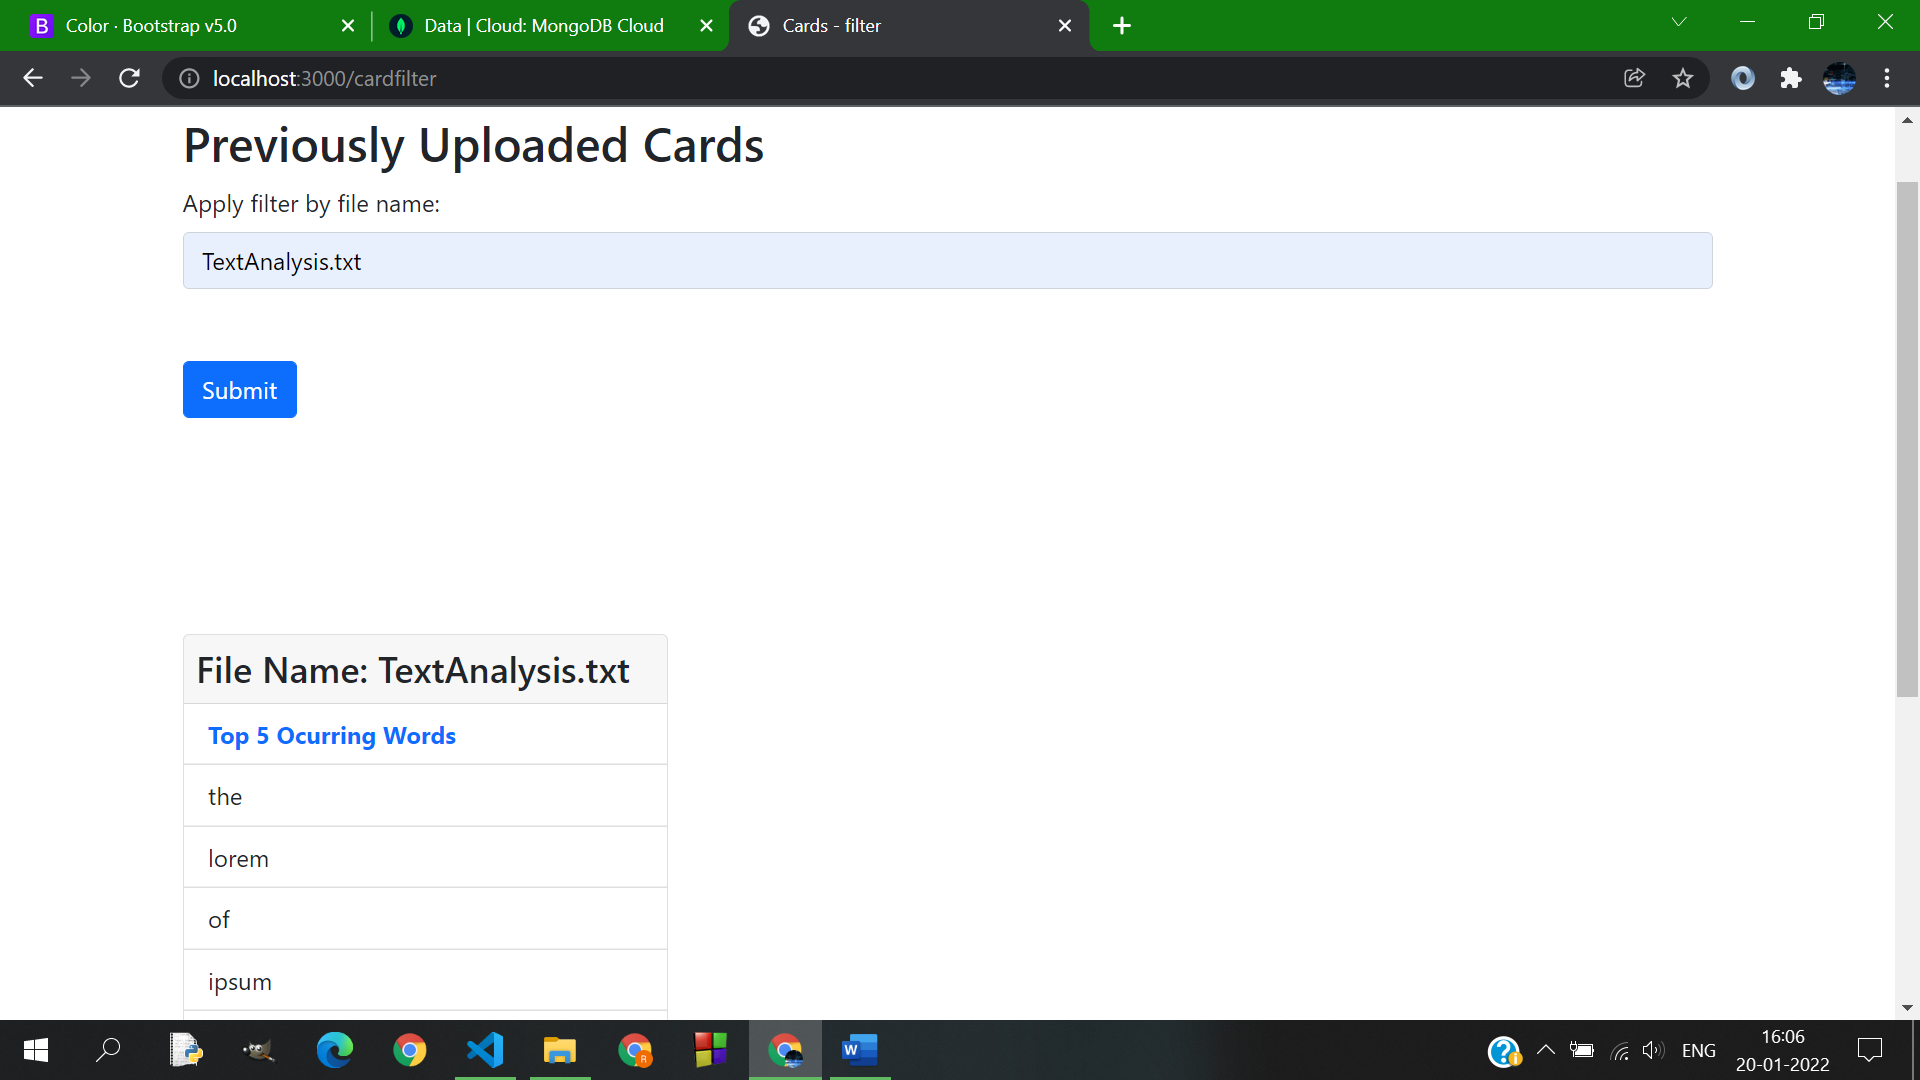 Color · Bootstrap v5.0
Data | Cloud: MongoDB Cloud
Cards - filter
localhost:3000/cardfilter
Previously Uploaded Cards
Apply filter by file name:
TextAnalysis.txt
Submit
File Name: TextAnalysis.txt
Top 5 Ocurring Words
the
lorem
of
ipsum
ENG
16:06
20-01-2022